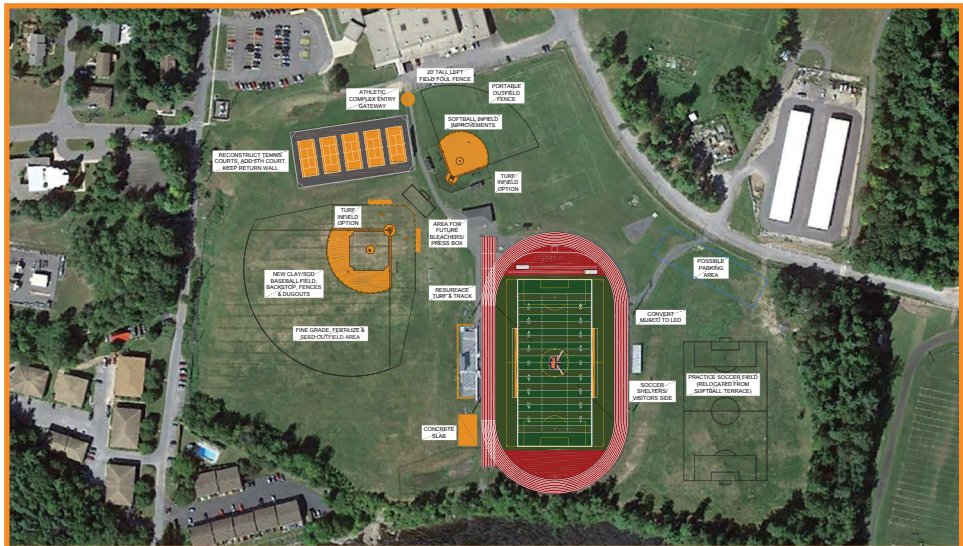 20' TALL LEFT
FIELD FOUL FENCE
ATHLETIC
COMPLEX ENTRY
GATEWAY
PORTABLE
OUTFIELD
FENCE
SOFTBALL INFIELD
IMPROVEMENTS
RECONSTRUCT TENNIS
COURTS, ADD 5TH COURT,
KEEP RETURN WALL
TURF
INFIELD
OPTION
TURF
INFIELD
OPTION
AREA FOR
FUTURE
BLEACHERS/
PRESS BOX
NEW CLAY/SOD
BASEBALL FIELD,
BACKSTOP, FENCES
& DUGOUTS
RESURFACE
TURF & TRACK
POSSIBLE
PARKING
AREA
CONVERT
MUSCO TO LED
FINE GRADE, FERTILIZE &
SEED OUTFIELD AREA
SOCCER
SHELTERS/
VISITORS SIDE
PRACTICE SOCCER FIELD
(RELOCATED FROM
SOFTBALL TERRACE)
CONCRETE
SLAB